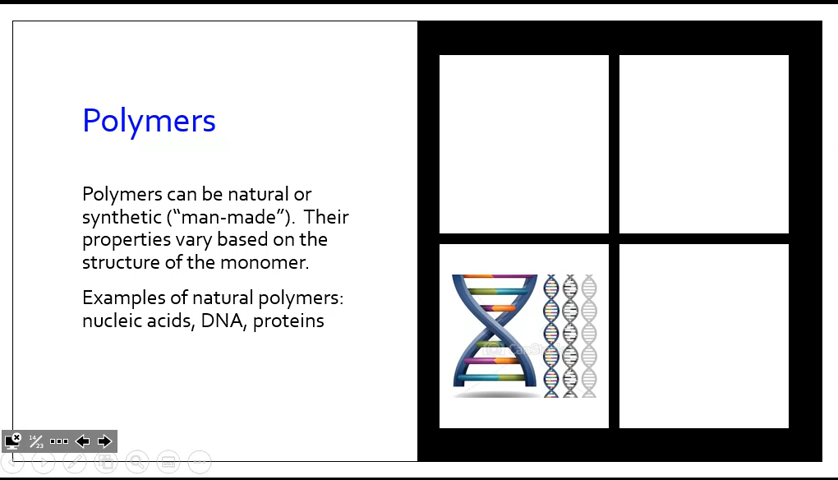 Polymers
Polymers can be natural or
synthetic (“man-made”).  Their
properties vary based on the
structure of the monomer.
Examples of natural polymers:
nucleic acids, DNA, proteins